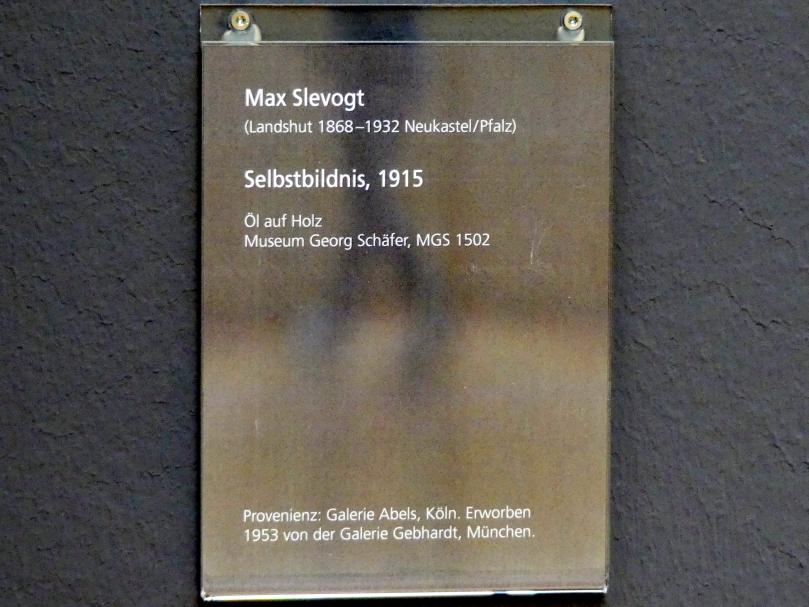 Max Slevogt
(Landshut 1868–1932 Neukastel/Pfalz)
Selbstbildnis, 1915
Öl auf Holz
Museum Georg Schäfer, MGS 1502
Provenienz: Galerie Abels, Köln. Erworben
1953 von der Galerie Gebhardt, München.